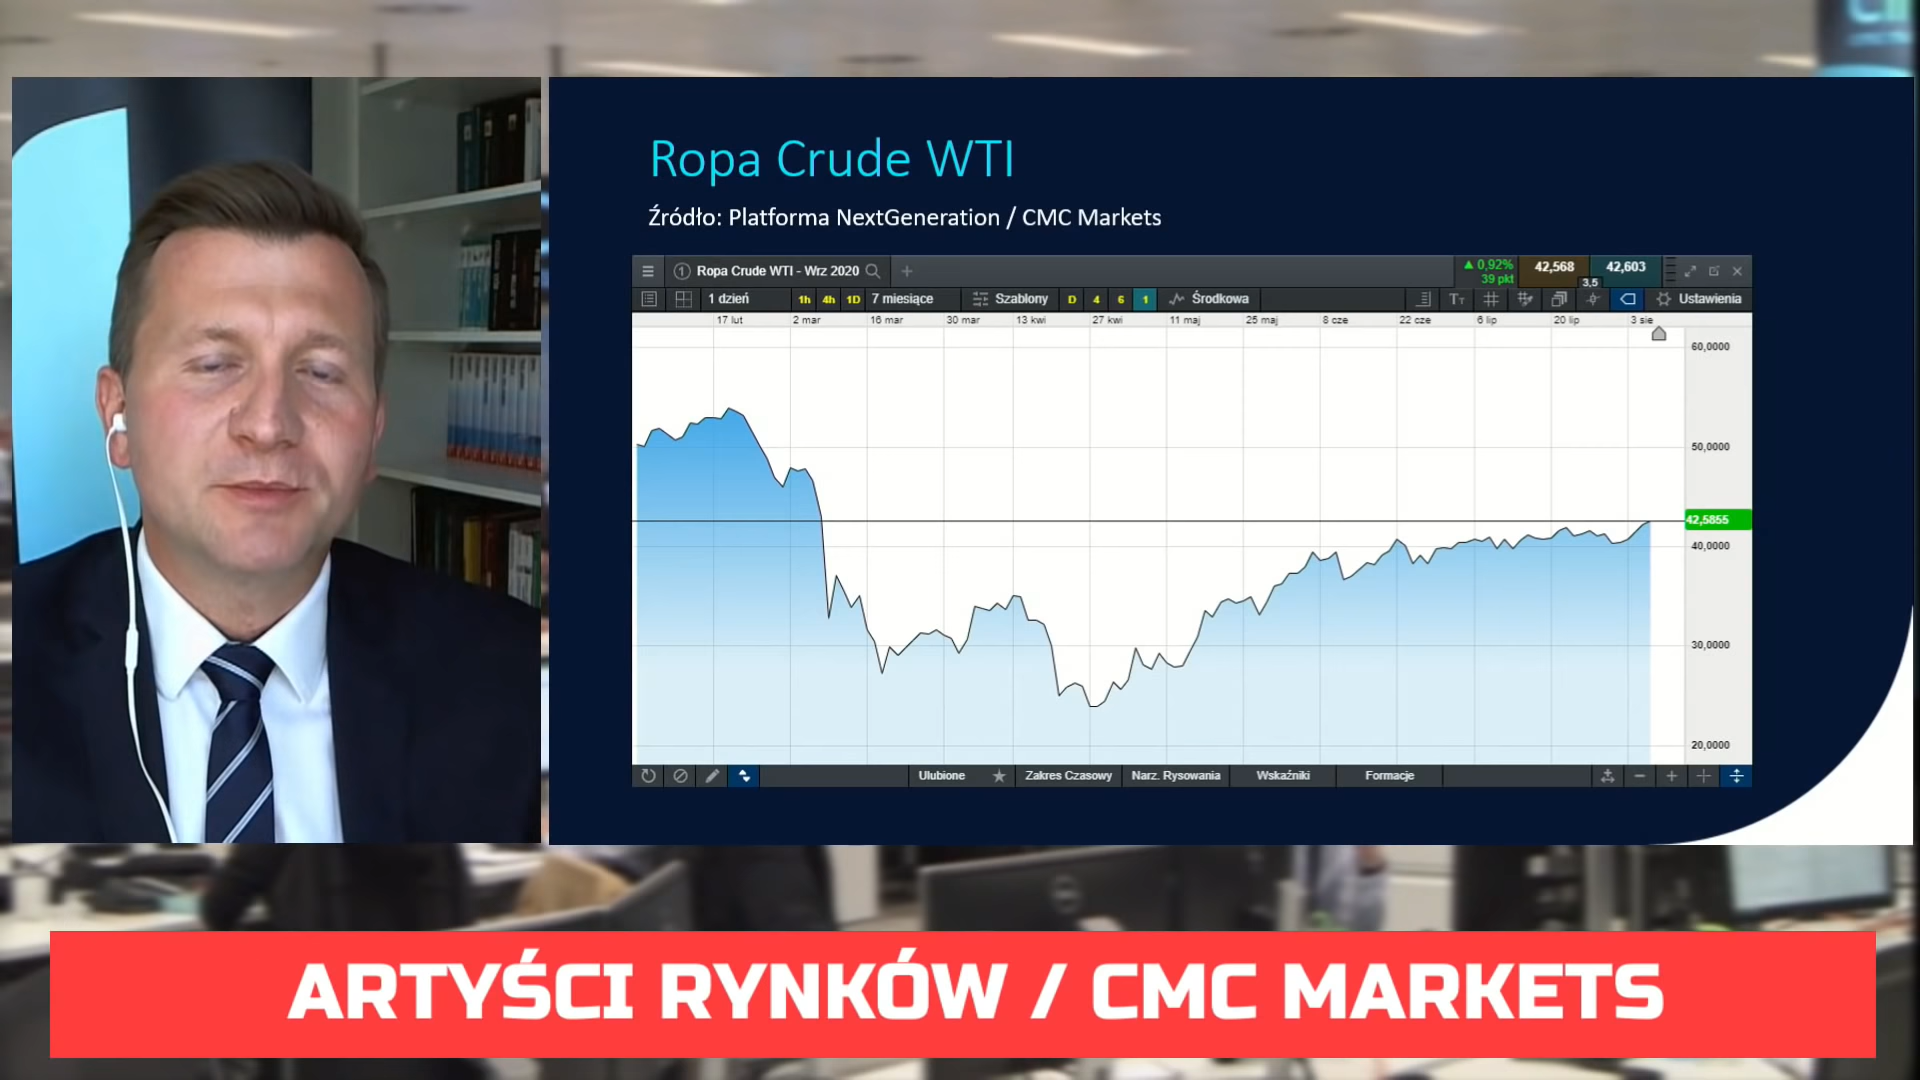 Ropa Crude WTI
Źródło: Platforma NextGeneration / CMC Markets
1 Ropa Crude WTI - Wrz 2020 +
0,92%
39 pkt
42,568
42,603
3,5
1 dzień 1h 4h 1D 7 miesiące Szablony D 4 6 1 Środkowa Ustawienia
17 lut 2 mar 16 mar 30 mar 13 kwi 27 kwi 11 maj 25 maj 8 cze 22 cze 6 lip 20 lip 3 sie
60,0000
50,0000
42,5855
40,0000
30,0000
20,0000
Ulubione Zakres Czasowy Narz. Rysowania Wskaźniki Formacje
ARTYŚCI RYNKÓW / CMC MARKETS